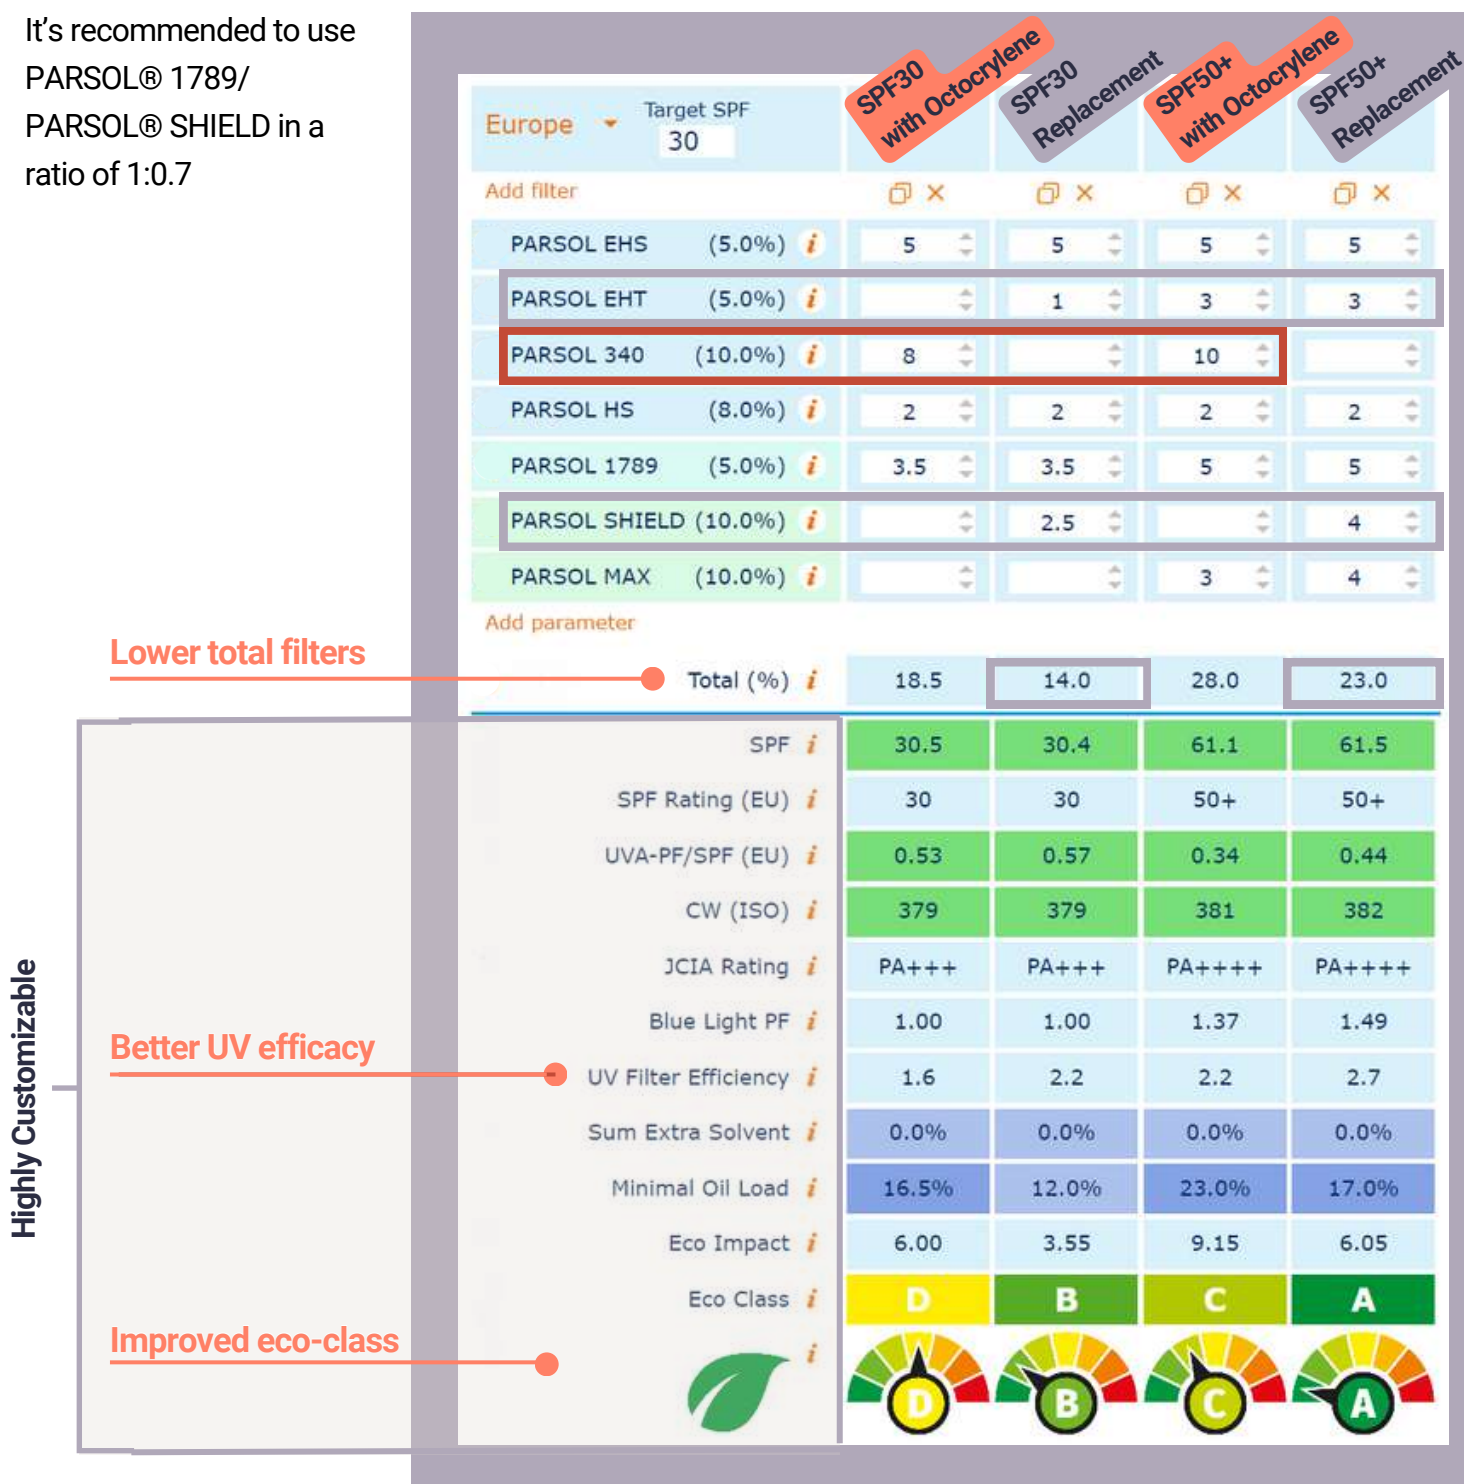 It’s recommended to use
PARSOL® 1789/
PARSOL® SHIELD in a
ratio of 1:0.7
SPF30
with Octocrylene
SPF30
Replacement
SPF50+
with Octocrylene
SPF50+
Replacement
Europe Target SPF
30
Add filter
PARSOL EHS (5.0%) i 5 5 5 5
PARSOL EHT (5.0%) i 1 3 3
PARSOL 340 (10.0%) i 8 10
PARSOL HS (8.0%) i 2 2 2 2
PARSOL 1789 (5.0%) i 3.5 3.5 5 5
PARSOL SHIELD (10.0%) i 2.5 4
PARSOL MAX (10.0%) i 3 4
Add parameter
Lower total filters
Total (%) i 18.5 14.0 28.0 23.0
SPF i 30.5 30.4 61.1 61.5
SPF Rating (EU) i 30 30 50+ 50+
UVA-PF/SPF (EU) i 0.53 0.57 0.34 0.44
CW (ISO) i 379 379 381 382
JCIA Rating i PA+++ PA+++ PA++++ PA++++
Blue Light PF i 1.00 1.00 1.37 1.49
Highly Customizable
Better UV efficacy
UV Filter Efficiency i 1.6 2.2 2.2 2.7
Sum Extra Solvent i 0.0% 0.0% 0.0% 0.0%
Minimal Oil Load i 16.5% 12.0% 23.0% 17.0%
Eco Impact i 6.00 3.55 9.15 6.05
Eco Class i D B C A
Improved eco-class
i D B C A